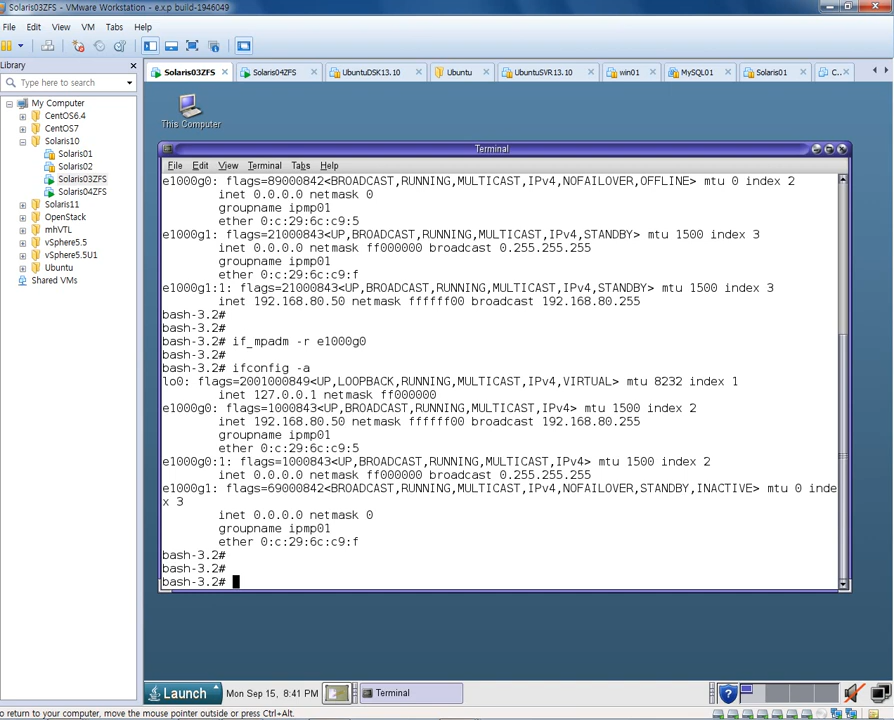 Solaris03ZFS - VMware Workstation - e.x.p build-1946049
File Edit View VM Tabs Help
Library
Type here to search
My Computer
CentOS6.4
CentOS7
Solaris10
Solaris01
Solaris02
Solaris03ZFS
Solaris04ZFS
Solaris11
OpenStack
mhVTL
vSphere5.5
vSphere5.5U1
Ubuntu
Shared VMs
Solaris03ZFS Solaris04ZFS UbuntuDSK13.10 Ubuntu UbuntuSVR13.10 win01 MySQL01 Solaris01 C...
This Computer
Terminal
File Edit View Terminal Tabs Help
e1000g0: flags=89000842<BROADCAST,RUNNING,MULTICAST,IPv4,NOFAILOVER,OFFLINE> mtu 0 index 2
inet 0.0.0.0 netmask 0
groupname ipmp01
ether 0:c:29:6c:c9:5
e1000g1: flags=21000843<UP,BROADCAST,RUNNING,MULTICAST,IPv4,STANDBY> mtu 1500 index 3
inet 0.0.0.0 netmask ff000000 broadcast 0.255.255.255
groupname ipmp01
ether 0:c:29:6c:c9:f
e1000g1:1: flags=21000843<UP,BROADCAST,RUNNING,MULTICAST,IPv4,STANDBY> mtu 1500 index 3
inet 192.168.80.50 netmask ffffff00 broadcast 192.168.80.255
bash-3.2#
bash-3.2#
bash-3.2# if_mpadm -r e1000g0
bash-3.2#
bash-3.2# ifconfig -a
lo0: flags=2001000849<UP,LOOPBACK,RUNNING,MULTICAST,IPv4,VIRTUAL> mtu 8232 index 1
inet 127.0.0.1 netmask ff000000
e1000g0: flags=1000843<UP,BROADCAST,RUNNING,MULTICAST,IPv4> mtu 1500 index 2
inet 192.168.80.50 netmask ffffff00 broadcast 192.168.80.255
groupname ipmp01
ether 0:c:29:6c:c9:5
e1000g0:1: flags=1000843<UP,BROADCAST,RUNNING,MULTICAST,IPv4> mtu 1500 index 2
inet 0.0.0.0 netmask ff000000 broadcast 0.255.255.255
e1000g1: flags=69000842<BROADCAST,RUNNING,MULTICAST,IPv4,NOFAILOVER,STANDBY,INACTIVE> mtu 0 inde
x 3
inet 0.0.0.0 netmask 0
groupname ipmp01
ether 0:c:29:6c:c9:f
bash-3.2#
bash-3.2#
bash-3.2#
Launch Mon Sep 15, 8:41 PM Terminal
to return to your computer, move the mouse pointer outside or press Ctrl+Alt.